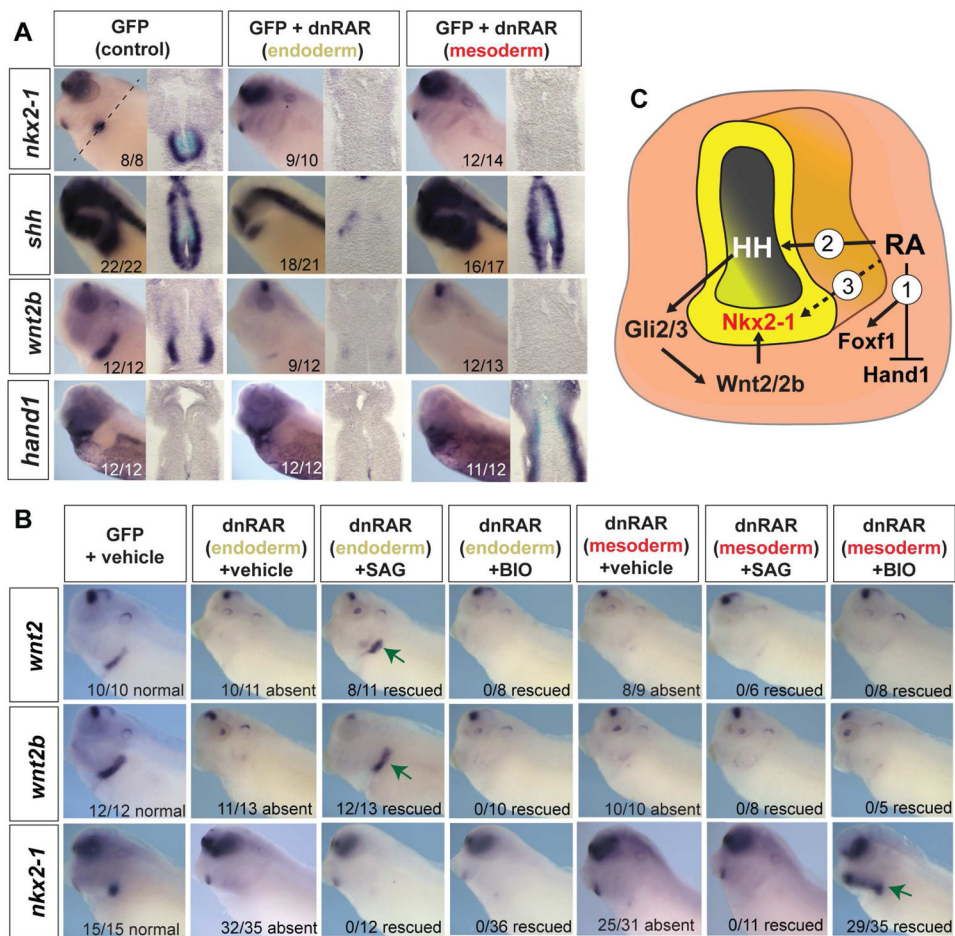 A
GFP
(control)
GFP + dnRAR
(endoderm)
GFP + dnRAR
(mesoderm)
nkx2-1
8/8
9/10
12/14
shh
22/22
18/21
16/17
wnt2b
12/12
9/12
12/13
hand1
12/12
12/12
11/12
C
HH
2
RA
3
1
Nkx2-1
Gli2/3
Foxf1
Wnt2/2b
Hand1
B
GFP
+ vehicle
dnRAR
(endoderm)
+vehicle
dnRAR
(endoderm)
+SAG
dnRAR
(endoderm)
+BIO
dnRAR
(mesoderm)
+vehicle
dnRAR
(mesoderm)
+SAG
dnRAR
(mesoderm)
+BIO
wnt2
10/10 normal
10/11 absent
8/11 rescued
0/8 rescued
8/9 absent
0/6 rescued
0/8 rescued
wnt2b
12/12 normal
11/13 absent
12/13 rescued
0/10 rescued
10/10 absent
0/8 rescued
0/5 rescued
nkx2-1
15/15 normal
32/35 absent
0/12 rescued
0/36 rescued
25/31 absent
0/11 rescued
29/35 rescued